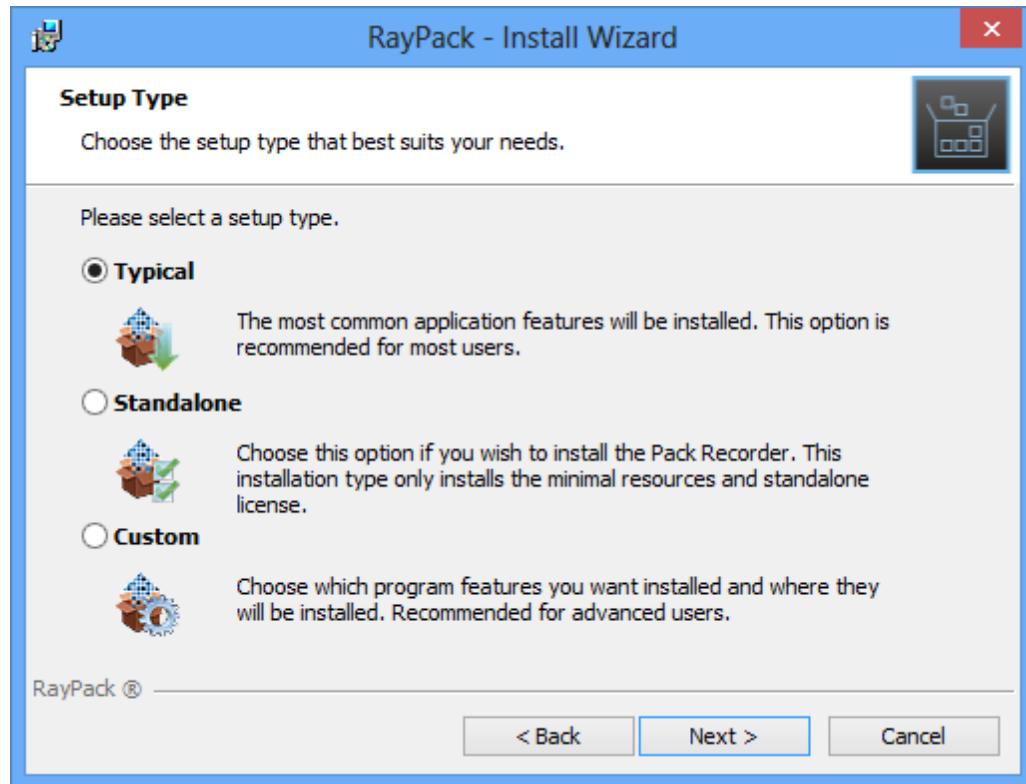 RayPack - Install Wizard
Setup Type
Choose the setup type that best suits your needs.
Please select a setup type.
Typical
The most common application features will be installed. This option is
recommended for most users.
Standalone
Choose this option if you wish to install the Pack Recorder. This
installation type only installs the minimal resources and standalone
license.
Custom
Choose which program features you want installed and where they
will be installed. Recommended for advanced users.
RayPack ®
< Back Next > Cancel